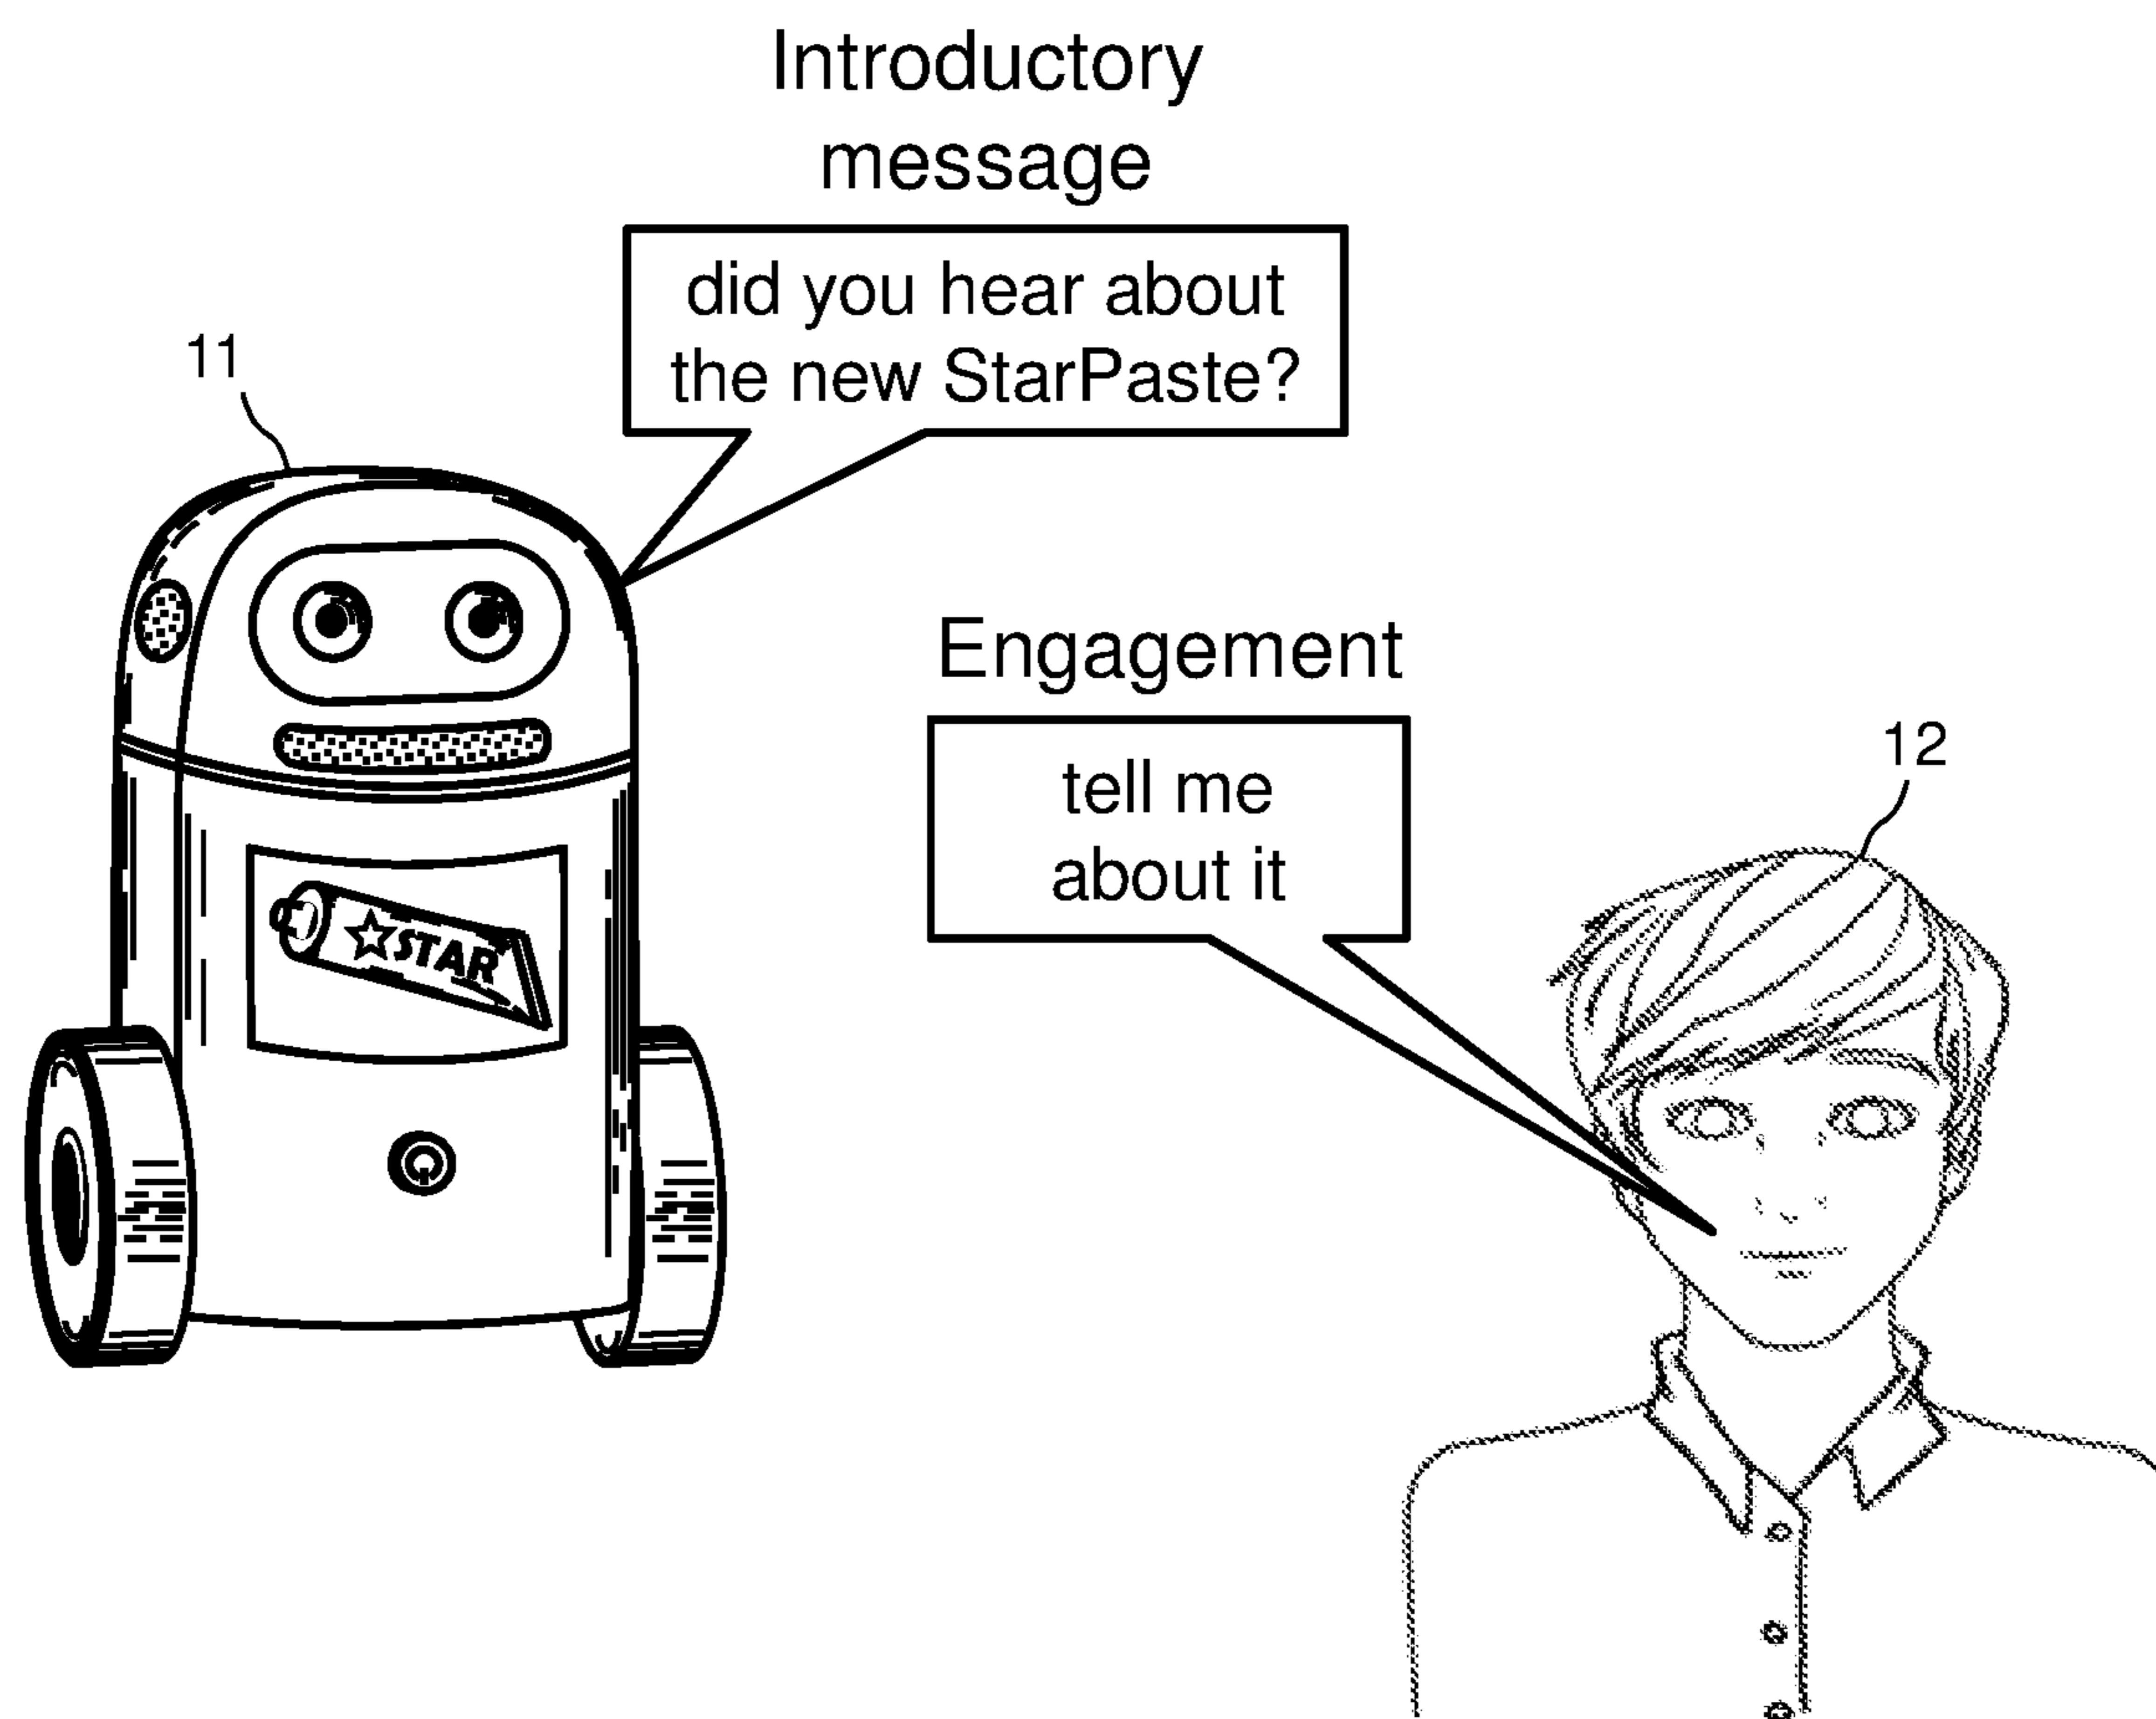 Introductory
message
did you hear about
the new StarPaste?
11
Engagement
tell me
about it
12
STAR